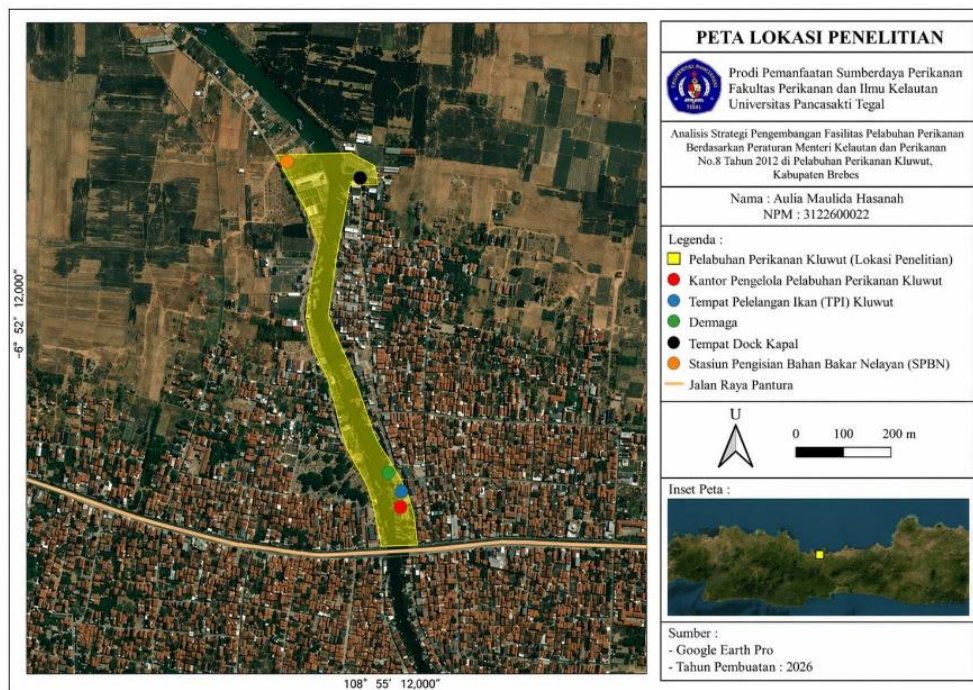 PETA LOKASI PENELITIAN
UNIVERSITAS PANCASAKTI
TEGAL
Prodi Pemanfaatan Sumberdaya Perikanan
Fakultas Perikanan dan Ilmu Kelautan
Universitas Pancasakti Tegal
Analisis Strategi Pengembangan Fasilitas Pelabuhan Perikanan
Berdasarkan Peraturan Menteri Kelautan dan Perikanan
No.8 Tahun 2012 di Pelabuhan Perikanan Kluwut,
Kabupaten Brebes
Nama : Aulia Maulida Hasanah
NPM : 3122600022
Legenda :
Pelabuhan Perikanan Kluwut (Lokasi Penelitian)
Kantor Pengelola Pelabuhan Perikanan Kluwut
Tempat Pelelangan Ikan (TPI) Kluwut
Dermaga
Tempat Dock Kapal
Stasiun Pengisian Bahan Bakar Nelayan (SPBN)
Jalan Raya Pantura
U
0 100 200 m
Inset Peta :
Sumber :
- Google Earth Pro
- Tahun Pembuatan : 2026
-6° 52' 12,000"
108° 55' 12,000"